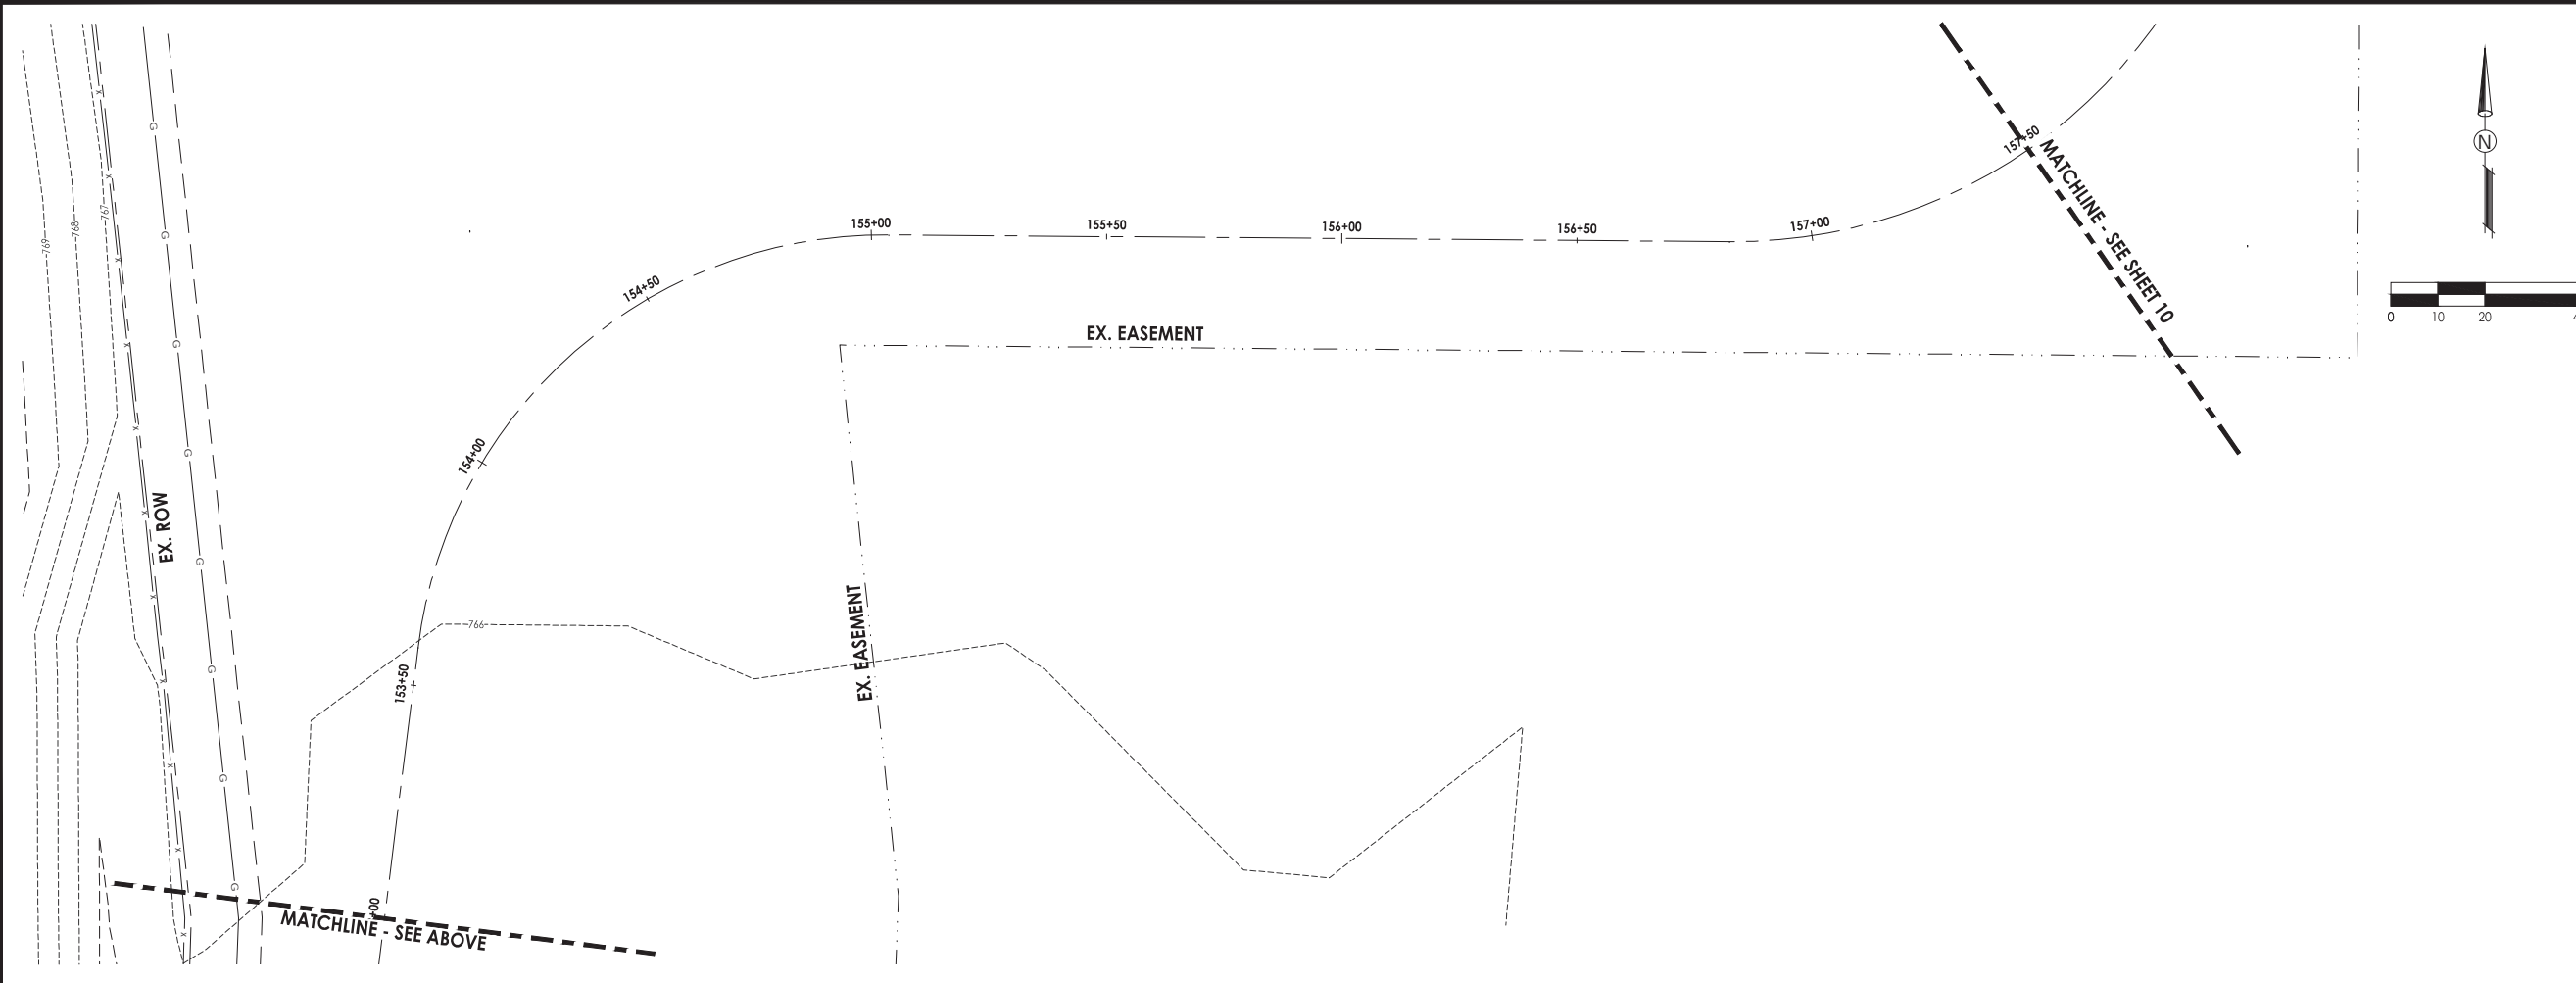 157+50
MATCHLINE - SEE SHEET 10
N
0 10 20
155+00
155+50
156+00
156+50
157+00
154+50
EX. EASEMENT
154+00
769
768
767
EX. ROW
G
G
G
G
G
G
G
G
766
153+50
EX. EASEMENT
+00
MATCHLINE - SEE ABOVE